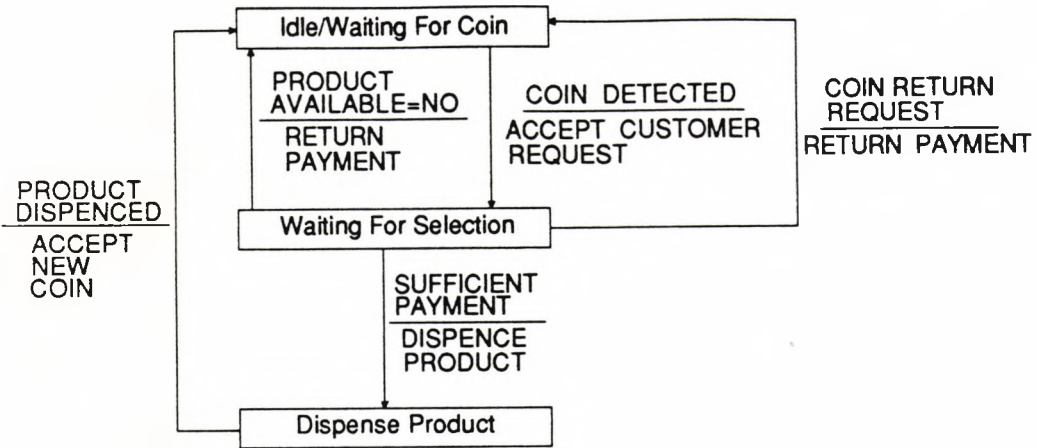 Idle/Waiting For Coin
PRODUCT
AVAILABLE=NO
RETURN
PAYMENT
COIN DETECTED
ACCEPT CUSTOMER
REQUEST
COIN RETURN
REQUEST
RETURN PAYMENT
PRODUCT
DISPENCED
ACCEPT
NEW
COIN
Waiting For Selection
SUFFICIENT
PAYMENT
DISPENCE
PRODUCT
Dispense Product